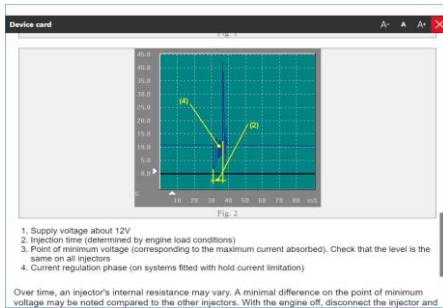 Device card
A-
A
A+
Fig. 1
45.0
40.0
35.0
30.0
25.0
20.0
15.0
10.0
5.0
0.0
(4)
(2)
10 20 30 40 50 60 70 80 mS
Fig. 2
1. Supply voltage about 12V
2. Injection time (determined by engine load conditions)
3. Point of minimum voltage (corresponding to the maximum current absorbed). Check that the level is the
same on all injectors
4. Current regulation phase (on systems fitted with hold current limitation)
Over time, an injector's internal resistance may vary. A minimal difference on the point of minimum
voltage may be noted compared to the other injectors. With the engine off, disconnect the injector and